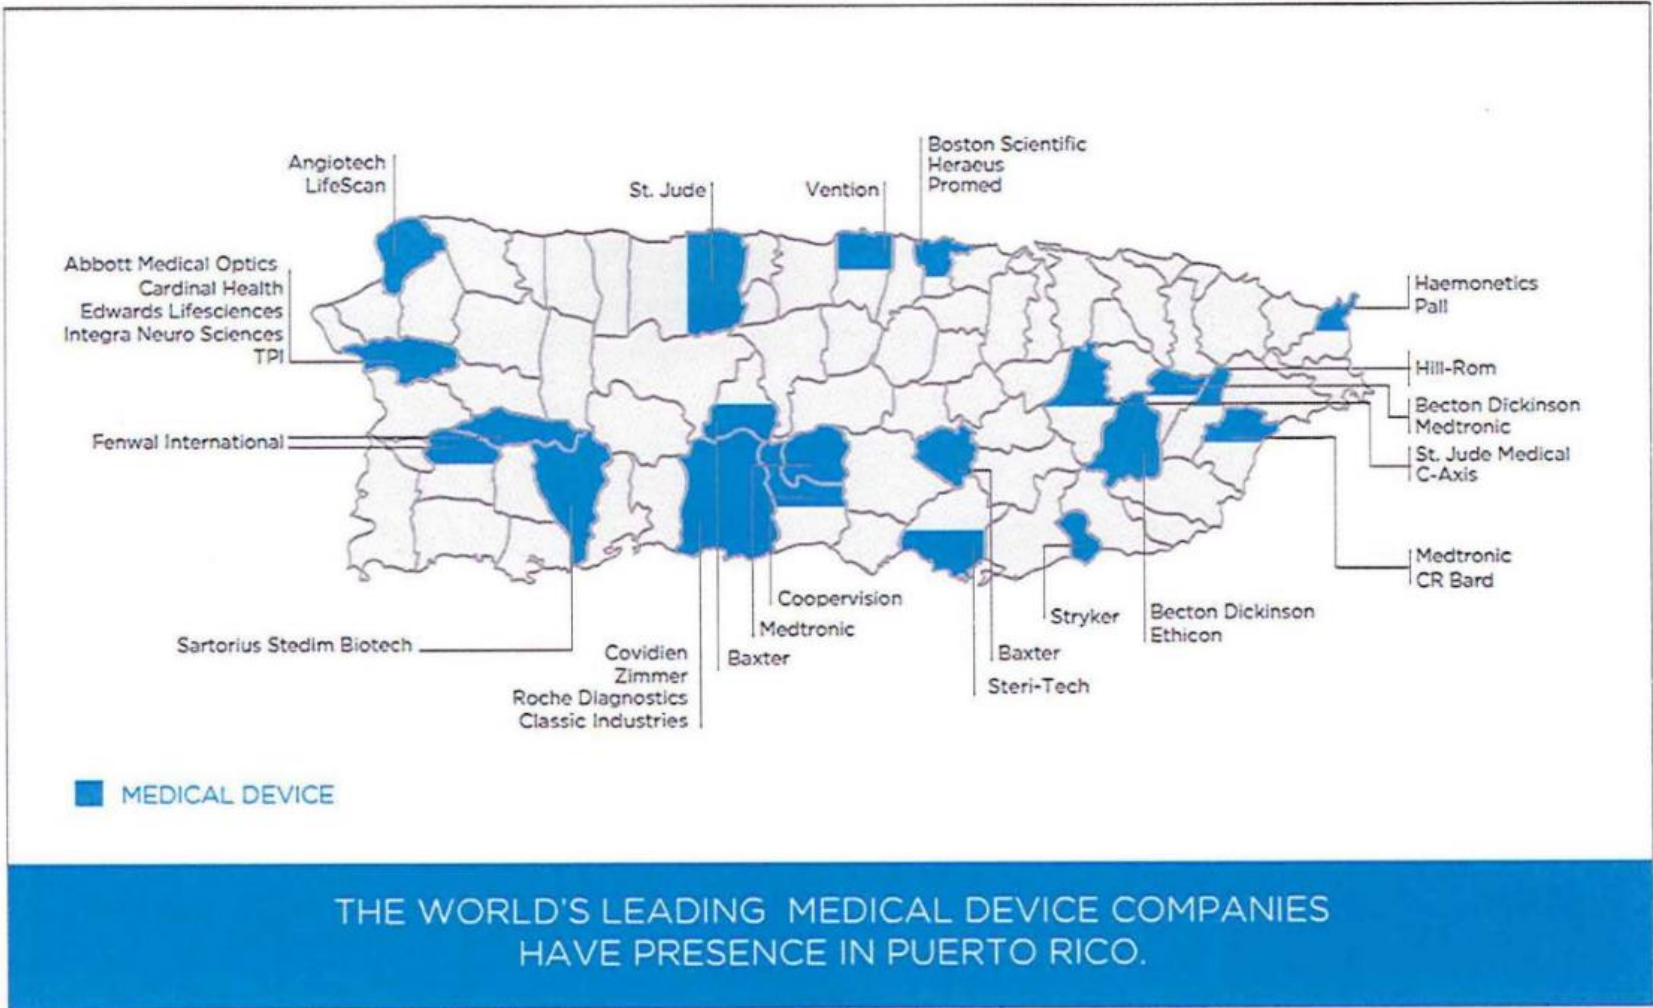 Angiotech
LifeScan
St. Jude
Vention
Boston Scientific
Heraeus
Promed
Abbott Medical Optics
Cardinal Health
Edwards Lifesciences
Integra Neuro Sciences
TPI
Fenwal International
Haemonetics
Pall
Hill-Rom
Becton Dickinson
Medtronic
St. Jude Medical
C-Axis
Medtronic
CR Bard
Sartorius Stedim Biotech
Covidien
Zimmer
Roche Diagnostics
Classic Industries
Baxter
Medtronic
Coopervision
Steri-Tech
Baxter
Stryker
Becton Dickinson
Ethicon
MEDICAL DEVICE
THE WORLD'S LEADING MEDICAL DEVICE COMPANIES
HAVE PRESENCE IN PUERTO RICO.